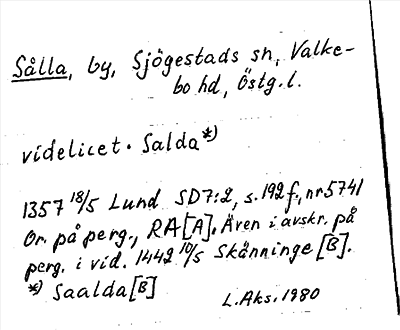 Sålla, by, Sjögestads sn, Valke-
bo hd, Östg.l.
videlicet. Salda*)
1357 18/5 Lund SD7:2, s. 192 f., nr 5741
Or. på perg., RA [A]. Även i avskr. på
perg. i vid. 1442 10/5 Skänninge [B].
*) Saalda [B]
L. Aks. 1980